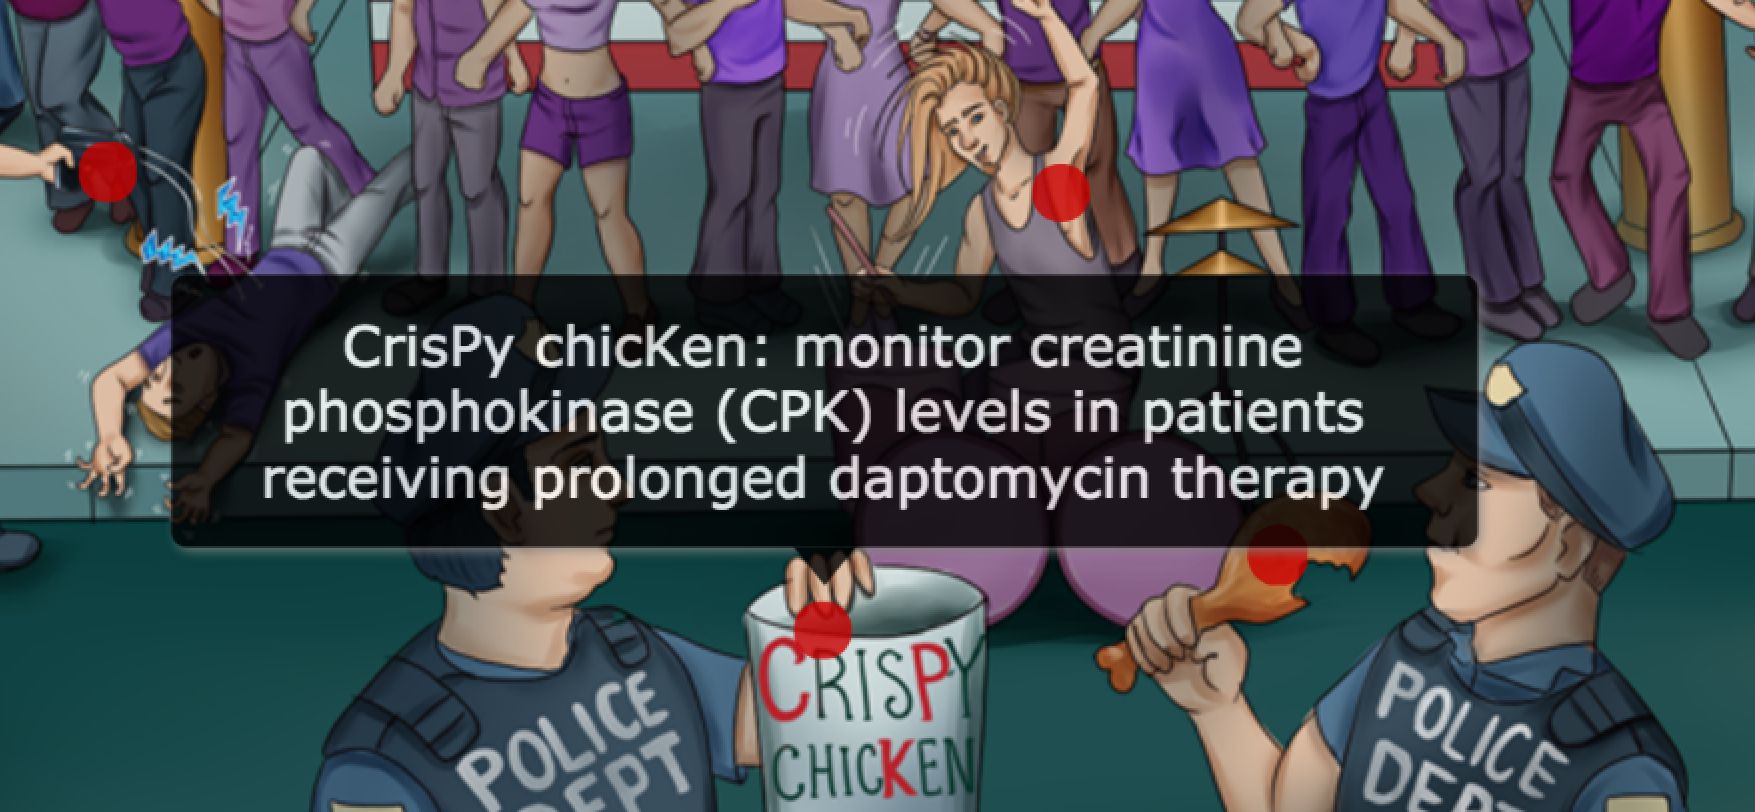 CrisPy chicKen: monitor creatinine
phosphokinase (CPK) levels in patients
receiving prolonged daptomycin therapy
CRISPY
CHICKEN
POLICE
DEPT
POLICE
DEPT